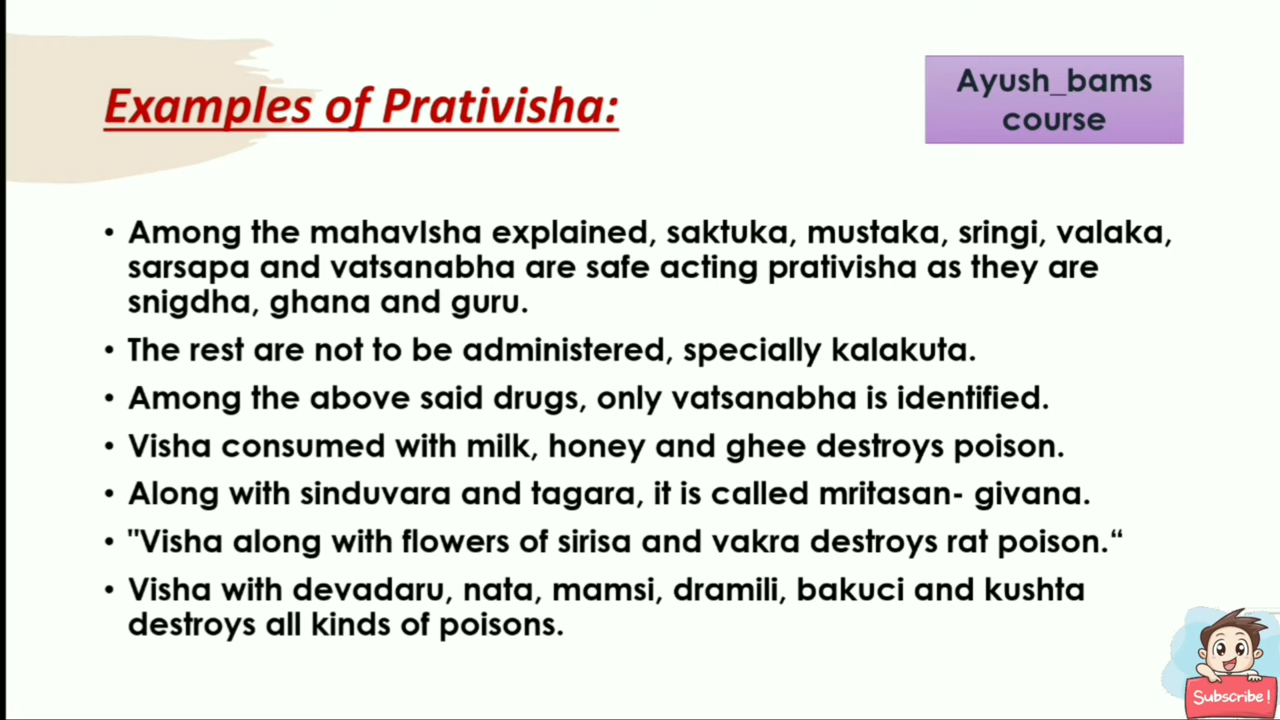 Examples of Prativisha:
Ayush_bams
course
• Among the mahavIsha explained, saktuka, mustaka, sringi, valaka,
sarsapa and vatsanabha are safe acting prativisha as they are
snigdha, ghana and guru.
• The rest are not to be administered, specially kalakuta.
• Among the above said drugs, only vatsanabha is identified.
• Visha consumed with milk, honey and ghee destroys poison.
• Along with sinduvara and tagara, it is called mritasan- givana.
• "Visha along with flowers of sirisa and vakra destroys rat poison.“
• Visha with devadaru, nata, mamsi, dramili, bakuci and kushta
destroys all kinds of poisons.
Subscribe!